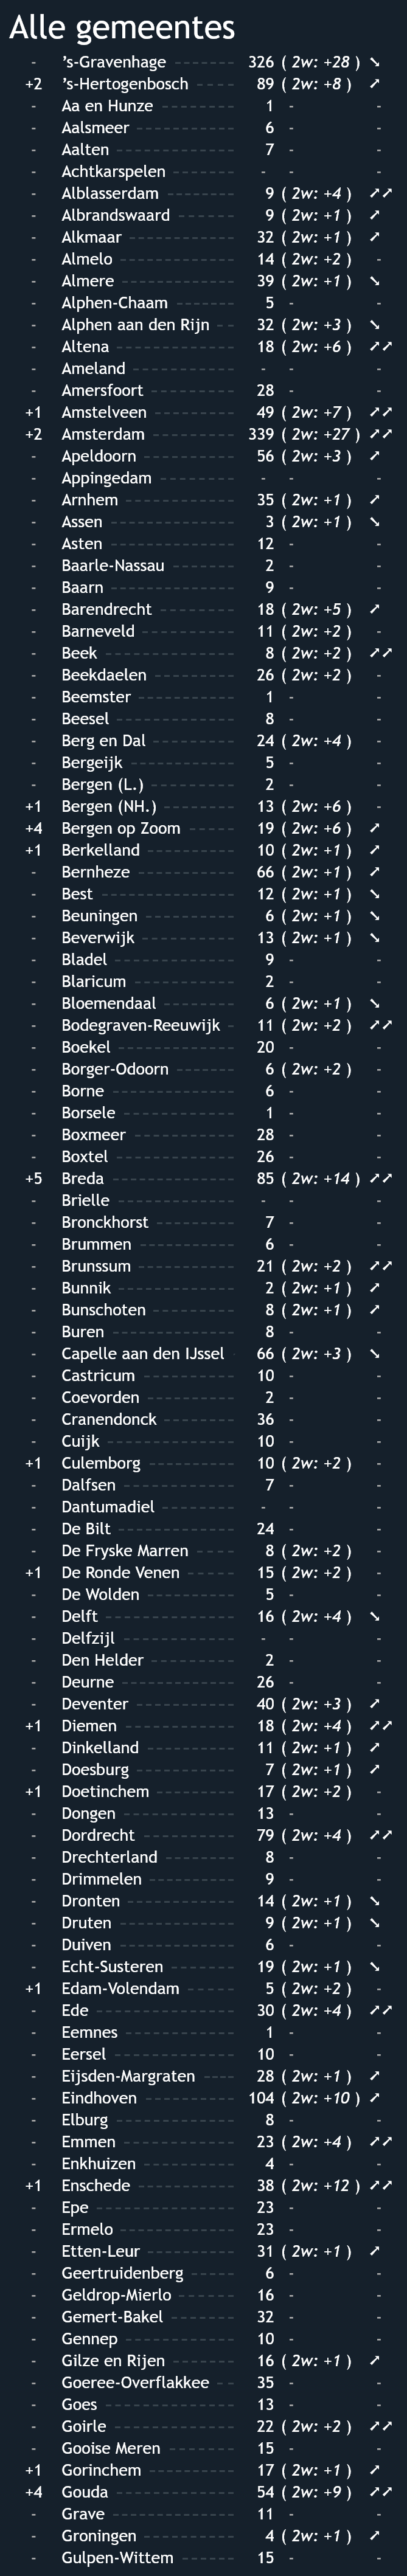 Alle gemeentes
- 's-Gravenhage 326 ( 2w: +28 ) ➘
+2 's-Hertogenbosch 89 ( 2w: +8 ) ➚
- Aa en Hunze 1 - -
- Aalsmeer 6 - -
- Aalten 7 - -
- Achtkarspelen - - -
- Alblasserdam 9 ( 2w: +4 ) ➚➚
- Albrandswaard 9 ( 2w: +1 ) ➚
- Alkmaar 32 ( 2w: +1 ) ➚
- Almelo 14 ( 2w: +2 ) -
- Almere 39 ( 2w: +1 ) ➘
- Alphen-Chaam 5 - -
- Alphen aan den Rijn 32 ( 2w: +3 ) ➘
- Altena 18 ( 2w: +6 ) ➚➚
- Ameland - - -
- Amersfoort 28 - -
+1 Amstelveen 49 ( 2w: +7 ) ➚➚
+2 Amsterdam 339 ( 2w: +27 ) ➚➚
- Apeldoorn 56 ( 2w: +3 ) ➚
- Appingedam - - -
- Arnhem 35 ( 2w: +1 ) ➚
- Assen 3 ( 2w: +1 ) ➘
- Asten 12 - -
- Baarle-Nassau 2 - -
- Baarn 9 - -
- Barendrecht 18 ( 2w: +5 ) ➚
- Barneveld 11 ( 2w: +2 ) -
- Beek 8 ( 2w: +2 ) ➚➚
- Beekdaelen 26 ( 2w: +2 ) -
- Beemster 1 - -
- Beesel 8 - -
- Berg en Dal 24 ( 2w: +4 ) -
- Bergeijk 5 - -
- Bergen (L.) 2 - -
+1 Bergen (NH.) 13 ( 2w: +6 ) -
+4 Bergen op Zoom 19 ( 2w: +6 ) ➚
+1 Berkelland 10 ( 2w: +1 ) ➚
- Bernheze 66 ( 2w: +1 ) ➚
- Best 12 ( 2w: +1 ) ➘
- Beuningen 6 ( 2w: +1 ) ➘
- Beverwijk 13 ( 2w: +1 ) ➘
- Bladel 9 - -
- Blaricum 2 - -
- Bloemendaal 6 ( 2w: +1 ) ➘
- Bodegraven-Reeuwijk 11 ( 2w: +2 ) ➚➚
- Boekel 20 - -
- Borger-Odoorn 6 ( 2w: +2 ) -
- Borne 6 - -
- Borsele 1 - -
- Boxmeer 28 - -
- Boxtel 26 - -
+5 Breda 85 ( 2w: +14 ) ➚➚
- Brielle - - -
- Bronckhorst 7 - -
- Brummen 6 - -
- Brunssum 21 ( 2w: +2 ) ➚➚
- Bunnik 2 ( 2w: +1 ) ➚
- Bunschoten 8 ( 2w: +1 ) ➚
- Buren 8 - -
- Capelle aan den IJssel 66 ( 2w: +3 ) ➘
- Castricum 10 - -
- Coevorden 2 - -
- Cranendonck 36 - -
- Cuijk 10 - -
+1 Culemborg 10 ( 2w: +2 ) -
- Dalfsen 7 - -
- Dantumadiel - - -
- De Bilt 24 - -
- De Fryske Marren 8 ( 2w: +2 ) -
+1 De Ronde Venen 15 ( 2w: +2 ) -
- De Wolden 5 - -
- Delft 16 ( 2w: +4 ) ➘
- Delfzijl - - -
- Den Helder 2 - -
- Deurne 26 - -
- Deventer 40 ( 2w: +3 ) ➚
+1 Diemen 18 ( 2w: +4 ) ➚➚
- Dinkelland 11 ( 2w: +1 ) ➚
- Doesburg 7 ( 2w: +1 ) ➚
+1 Doetinchem 17 ( 2w: +2 ) -
- Dongen 13 - -
- Dordrecht 79 ( 2w: +4 ) ➚➚
- Drechterland 8 - -
- Drimmelen 9 - -
- Dronten 14 ( 2w: +1 ) ➘
- Druten 9 ( 2w: +1 ) ➘
- Duiven 6 - -
- Echt-Susteren 19 ( 2w: +1 ) ➘
+1 Edam-Volendam 5 ( 2w: +2 ) -
- Ede 30 ( 2w: +4 ) ➚➚
- Eemnes 1 - -
- Eersel 10 - -
- Eijsden-Margraten 28 ( 2w: +1 ) ➚
- Eindhoven 104 ( 2w: +10 ) ➚
- Elburg 8 - -
- Emmen 23 ( 2w: +4 ) ➚➚
- Enkhuizen 4 - -
+1 Enschede 38 ( 2w: +12 ) ➚➚
- Epe 23 - -
- Ermelo 23 - -
- Etten-Leur 31 ( 2w: +1 ) ➚
- Geertruidenberg 6 - -
- Geldrop-Mierlo 16 - -
- Gemert-Bakel 32 - -
- Gennep 10 - -
- Gilze en Rijen 16 ( 2w: +1 ) ➚
- Goeree-Overflakkee 35 - -
- Goes 13 - -
- Goirle 22 ( 2w: +2 ) ➚➚
- Gooise Meren 15 - -
+1 Gorinchem 17 ( 2w: +1 ) ➚
+4 Gouda 54 ( 2w: +9 ) ➚➚
- Grave 11 - -
- Groningen 4 ( 2w: +1 ) ➚
- Gulpen-Wittem 15 - -